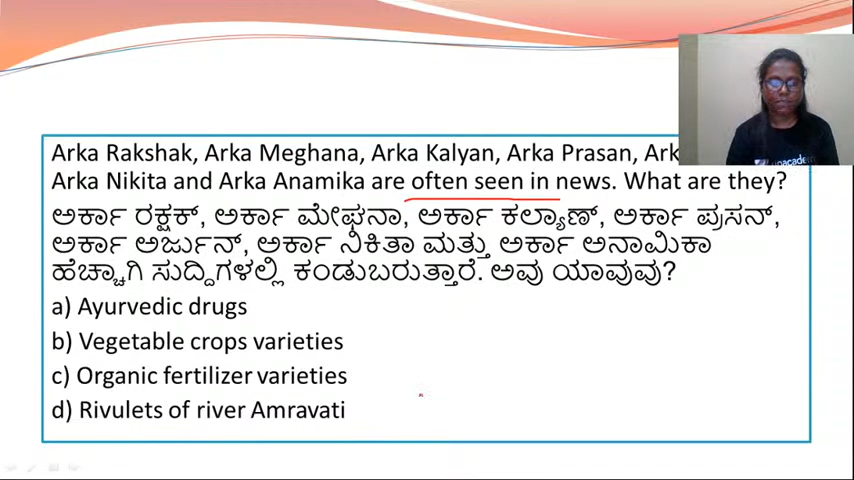 Arka Rakshak, Arka Meghana, Arka Kalyan, Arka Prasan, Ark
Arka Nikita and Arka Anamika are often seen in news. What are they?
ಅರ್ಕಾ ರಕ್ಷಕ್, ಅರ್ಕಾ ಮೇಘನಾ, ಅರ್ಕಾ ಕಲ್ಯಾಣ್, ಅರ್ಕಾ ಪ್ರಸನ್,
ಅರ್ಕಾ ಅರ್ಜುನ್, ಅರ್ಕಾ ನಿಕಿತಾ ಮತ್ತು ಅರ್ಕಾ ಅನಾಮಿಕಾ
ಹೆಚ್ಚಾಗಿ ಸುದ್ದಿಗಳಲ್ಲಿ ಕಂಡುಬರುತ್ತಾರೆ. ಅವು ಯಾವುವು?
a) Ayurvedic drugs
b) Vegetable crops varieties
c) Organic fertilizer varieties
d) Rivulets of river Amravati